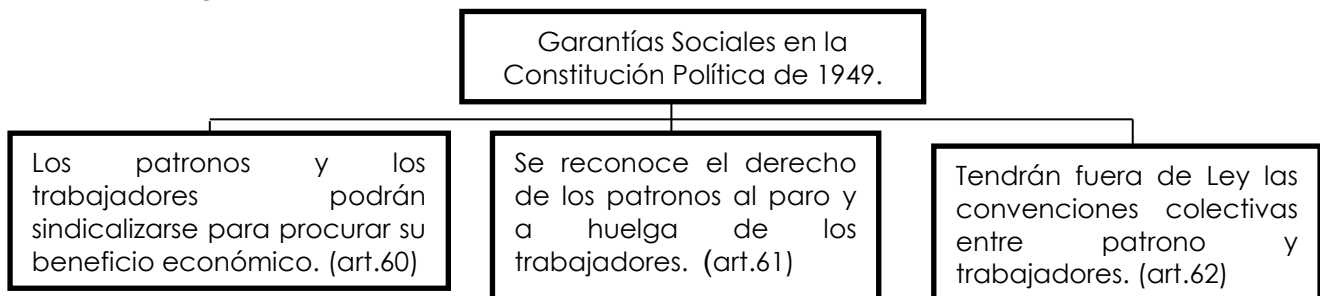 Garantías Sociales en la
Constitución Política de 1949.
Los patronos y los
trabajadores podrán
sindicalizarse para procurar su
beneficio económico. (art.60)
Se reconoce el derecho
de los patronos al paro y
a huelga de los
trabajadores. (art.61)
Tendrán fuera de Ley las
convenciones colectivas
entre patrono y
trabajadores. (art.62)